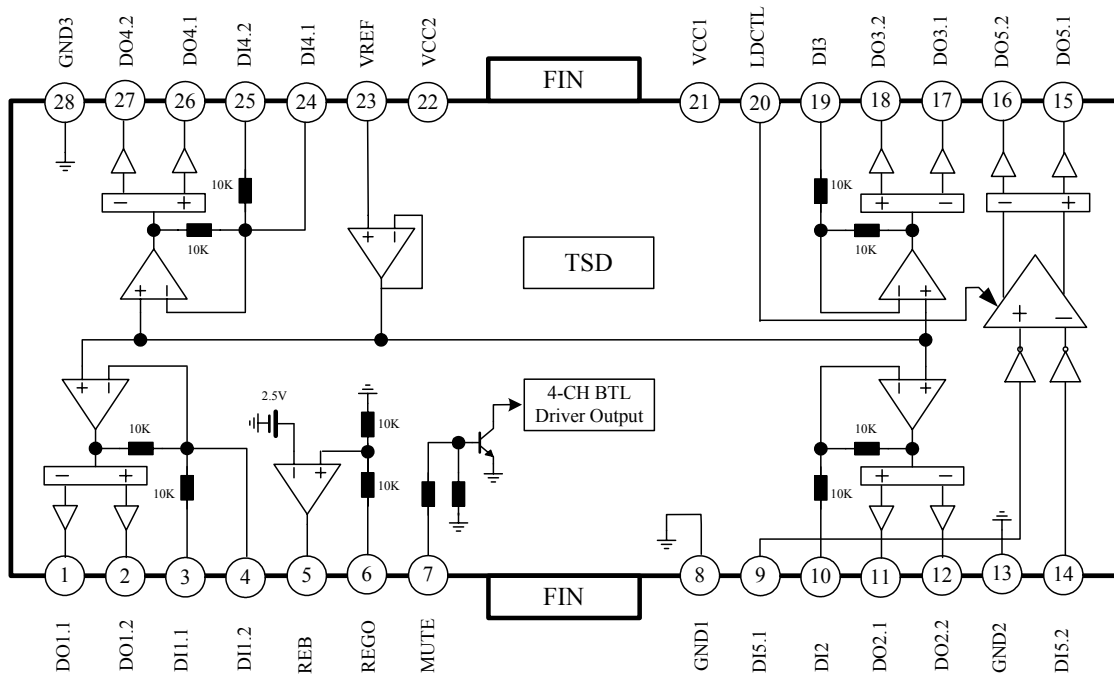 GND3
DO4.2
DO4.1
DI4.2
DI4.1
VREF
VCC2
VCC1
LDCTL
DI3
DO3.2
DO3.1
DO5.2
DO5.1
FIN
28
27
26
25
24
23
22
21
20
19
18
17
16
15
10K
10K
10K
10K
− +
+ −
− +
+ −
+ −
TSD
+ −
− +
+ −
+ −
− +
2.5V
10K
4-CH BTL
Driver Output
10K
10K
10K
− +
10K
− +
10K
10K
+ −
1
2
3
4
5
6
7
8
9
10
11
12
13
14
FIN
DO1.1
DO1.2
DI1.1
DI1.2
REB
REGO
MUTE
GND1
DI5.1
DI2
DO2.1
DO2.2
GND2
DI5.2